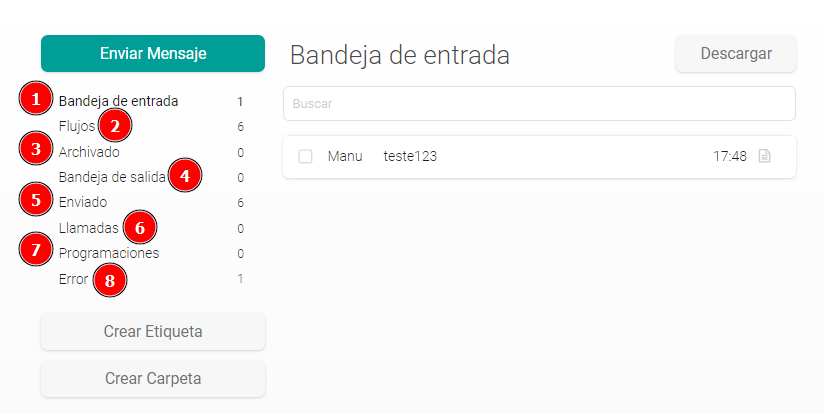 Enviar Mensaje
Bandeja de entrada
Descargar
1 Bandeja de entrada 1
Flujos 2 6
3 Archivado 0
Bandeja de salida 4 0
5 Enviado 6
Llamadas 6 0
7 Programaciones 0
Error 8 1
Crear Etiqueta
Crear Carpeta
Buscar
Manu teste123 17:48